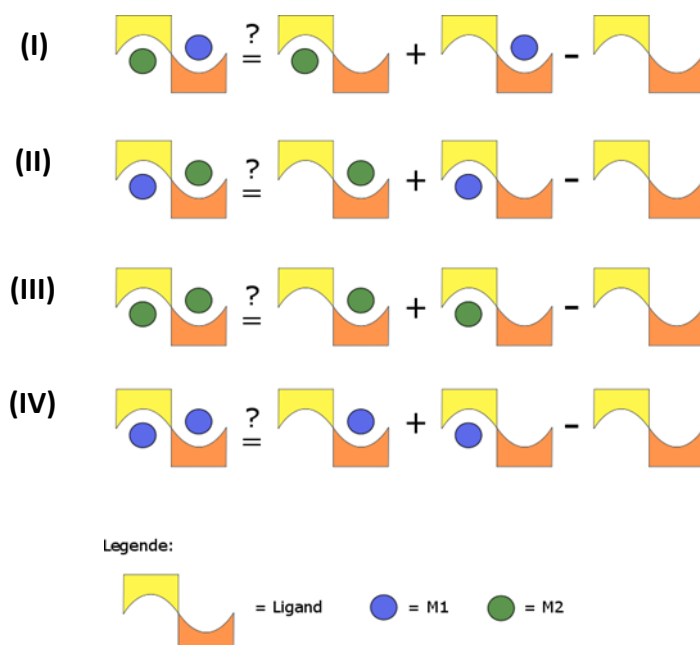 (I) ? = + -
(II) ? = + -
(III) ? = + -
(IV) ? = + -
Legende:
= Ligand = M1 = M2